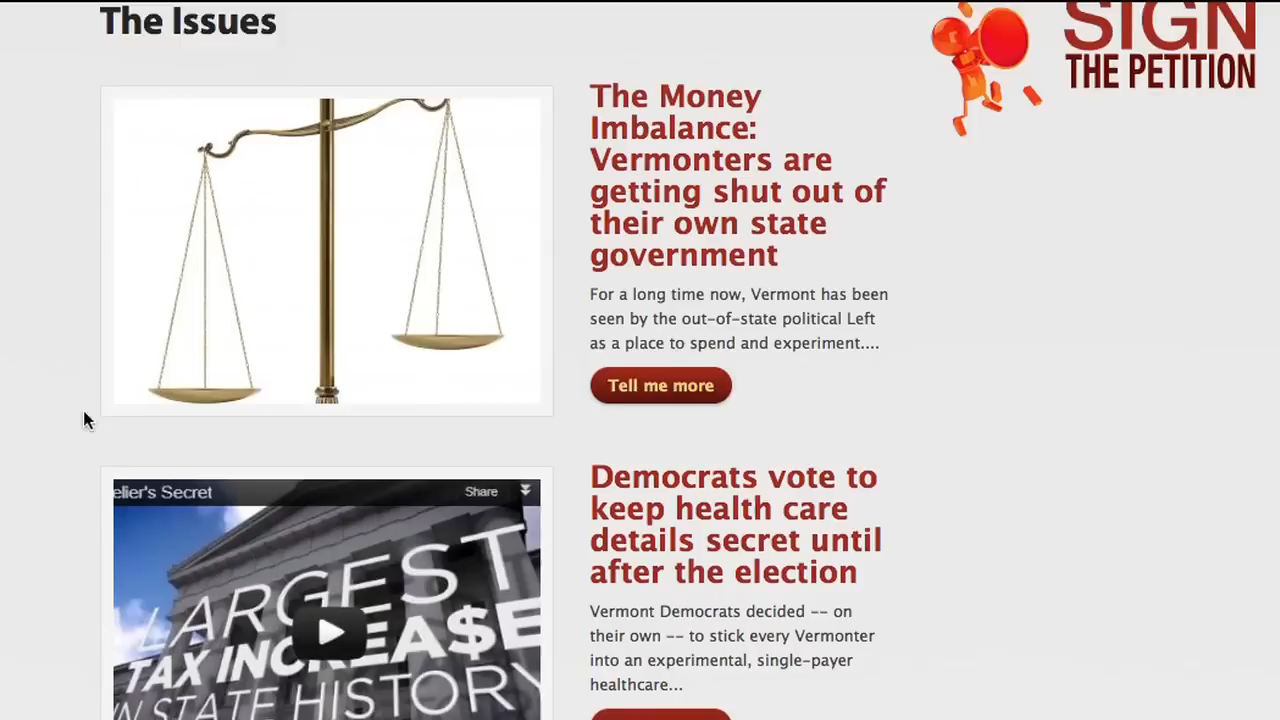 The Issues
SIGN
THE PETITION
The Money
Imbalance:
Vermonters are
getting shut out of
their own state
government
For a long time now, Vermont has been
seen by the out-of-state political Left
as a place to spend and experiment....
Tell me more
elier's Secret
Share
LARGEST
TAX INCREA$E
IN STATE HISTORY
Democrats vote to
keep health care
details secret until
after the election
Vermont Democrats decided -- on
their own -- to stick every Vermonter
into an experimental, single-payer
healthcare...